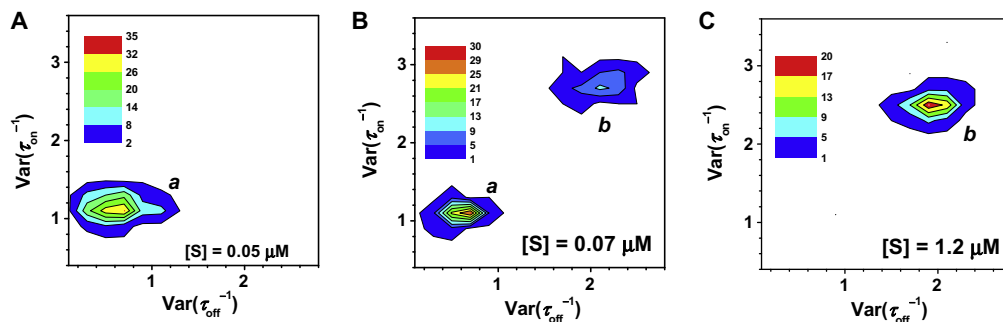 A
35
32
26
20
14
8
2
a
[S] = 0.05 µM
3
2
1
1
2
Var(τon⁻¹)
Var(τoff⁻¹)
B
30
29
25
21
17
13
9
5
1
b
a
[S] = 0.07 µM
3
2
1
1
2
Var(τon⁻¹)
Var(τoff⁻¹)
C
20
17
13
9
5
1
b
[S] = 1.2 µM
3
2
1
1
2
Var(τon⁻¹)
Var(τoff⁻¹)